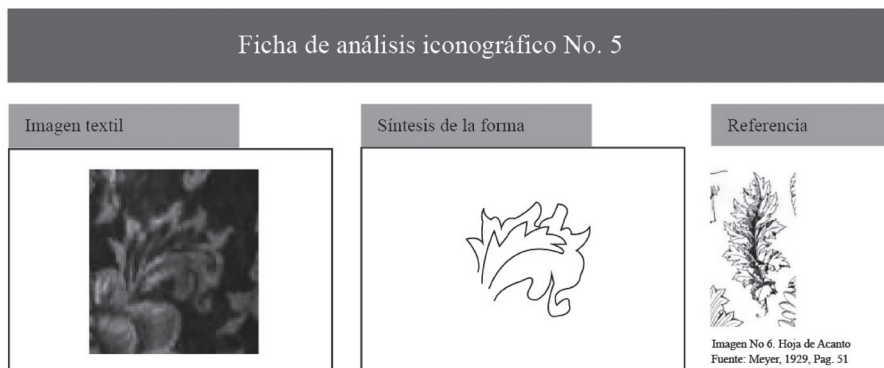 Ficha de análisis iconográfico No. 5
Imagen textil
Síntesis de la forma
Referencia
Imagen No 6. Hoja de Acanto
Fuente: Meyer, 1929, Pag. 51